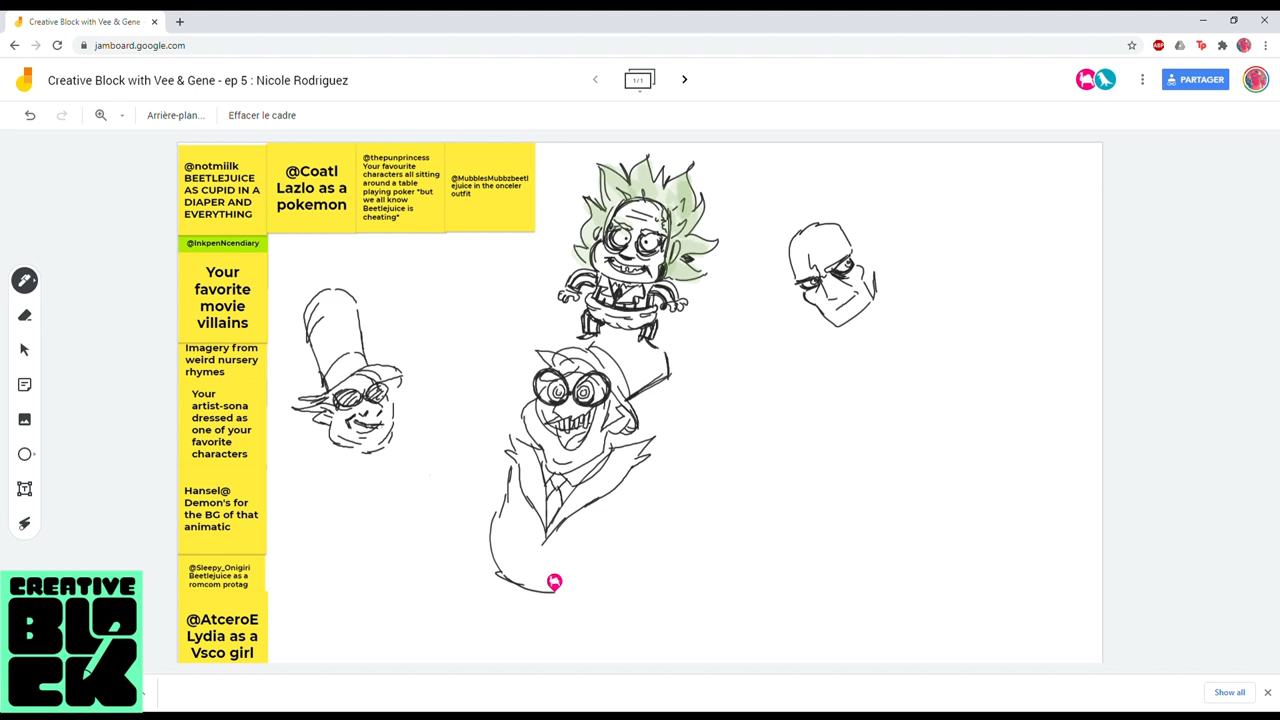 Creative Block with Vee & Gene -
jamboard.google.com
ABP
Tp
Creative Block with Vee & Gene - ep 5 : Nicole Rodriguez
1/1
PARTAGER
Arrière-plan...
Effacer le cadre
@notmiilk
BEETLEJUICE
AS CUPID IN A
DIAPER AND
EVERYTHING
@Coatl
Lazlo as a
pokemon
@thepunprincess
Your favourite
characters all sitting
around a table
playing poker *but
we all know
Beetlejuice is
cheating*
@MubblesMubbzbeetl
ejuice in the onceler
outfit
@InkpenNcendiary
Your
favorite
movie
villains
Imagery from
weird nursery
rhymes
Your
artist-sona
dressed as
one of your
favorite
characters
Hansel@
Demon's for
the BG of that
animatic
@Sleepy_Onigiri
Beetlejuice as a
romcom protag
@AtceroE
Lydia as a
Vsco girl
CREATIVE
BLOCK
Show all